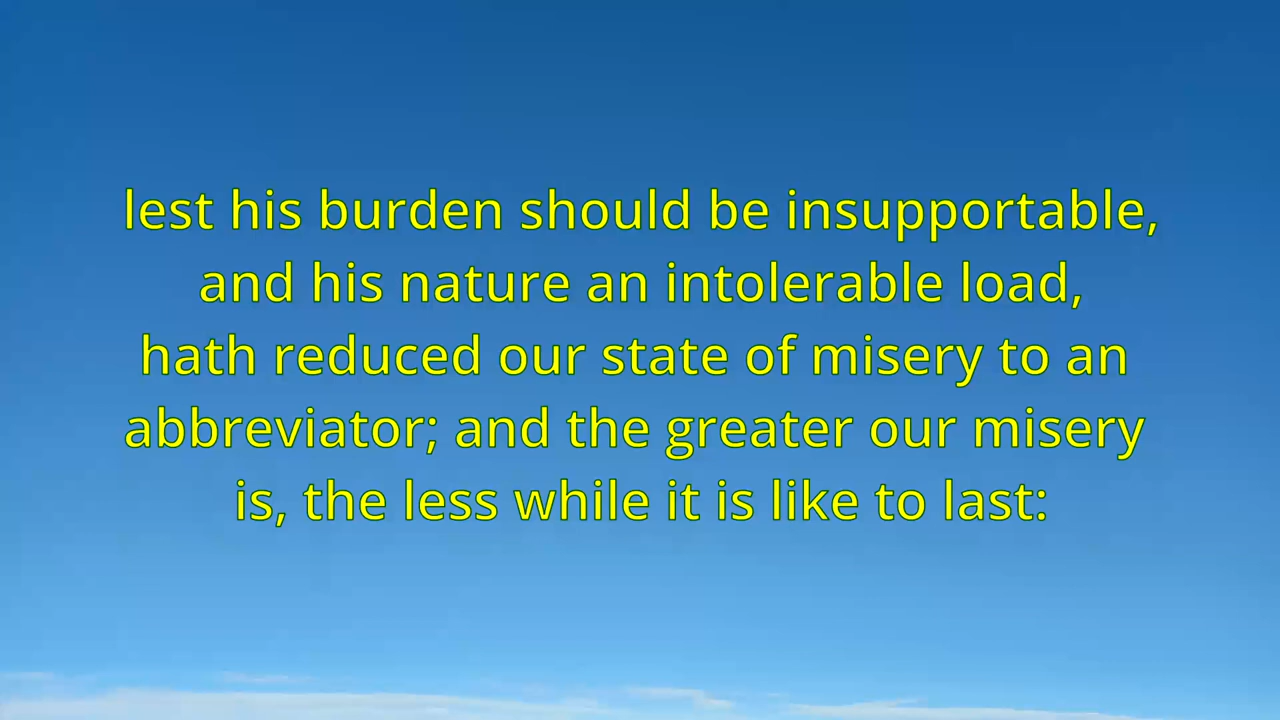 lest his burden should be insupportable,
and his nature an intolerable load,
hath reduced our state of misery to an
abbreviator; and the greater our misery
is, the less while it is like to last: